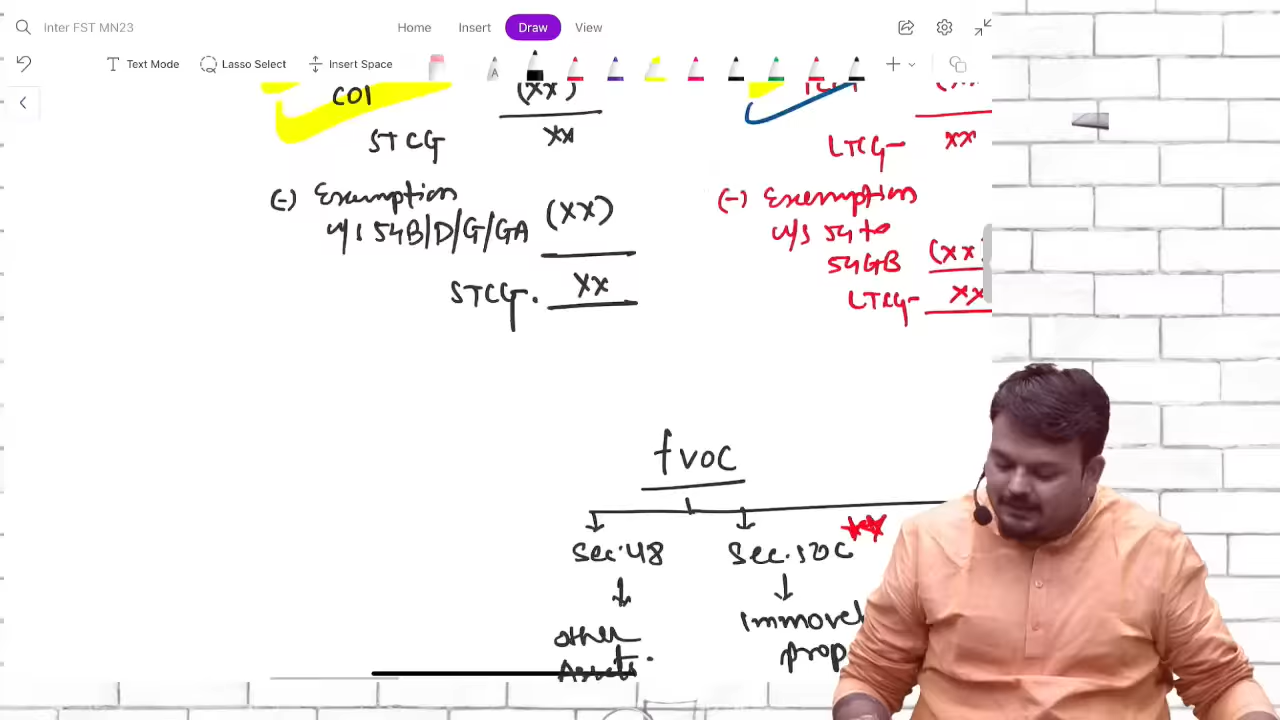 Inter FST MN23
Home
Insert
Draw
View
Text Mode
Lasso Select
Insert Space
COI
(xx)
STCG
xx
(-) Exemption
u/s 54B/D/G/GA
(xx)
STCG.
xx
LTCG
xx
(-) Exemption
u/s 54 to
54GB
(xx)
LTCG
xx
FVOC
Sec.48
Sec.50C
other
Assets.
Immovel
prop